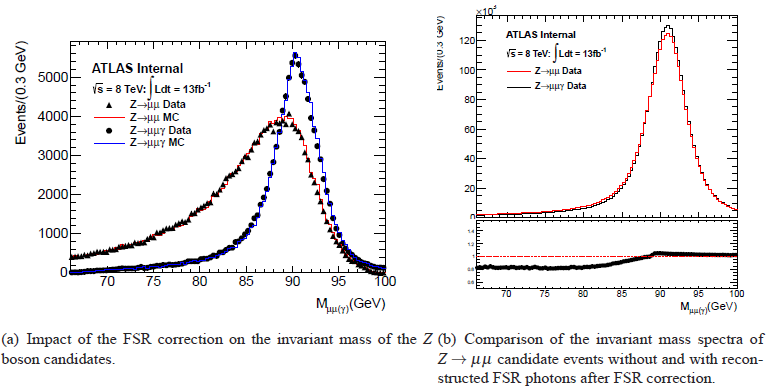 ATLAS Internal
√s = 8 TeV: ∫Ldt = 13fb⁻¹
Z→μμ Data
Z→μμ MC
Z→μμγ Data
Z→μμγ MC
Events/(0.3 GeV)
5000
4000
3000
2000
1000
0
70 75 80 85 90 95 100
M_μμ(γ)(GeV)
×10³
ATLAS Internal
√s = 8 TeV: ∫Ldt = 13fb⁻¹
Z→μμ Data
Z→μμγ Data
Events/(0.3 GeV)
120
100
80
60
40
20
0
1.4
1.2
1
0.8
0.6
70 75 80 85 90 95 100
M_μμ(γ)(GeV)
(a) Impact of the FSR correction on the invariant mass of the Z
boson candidates.
(b) Comparison of the invariant mass spectra of
Z → μμ candidate events without and with recon-
structed FSR photons after FSR correction.